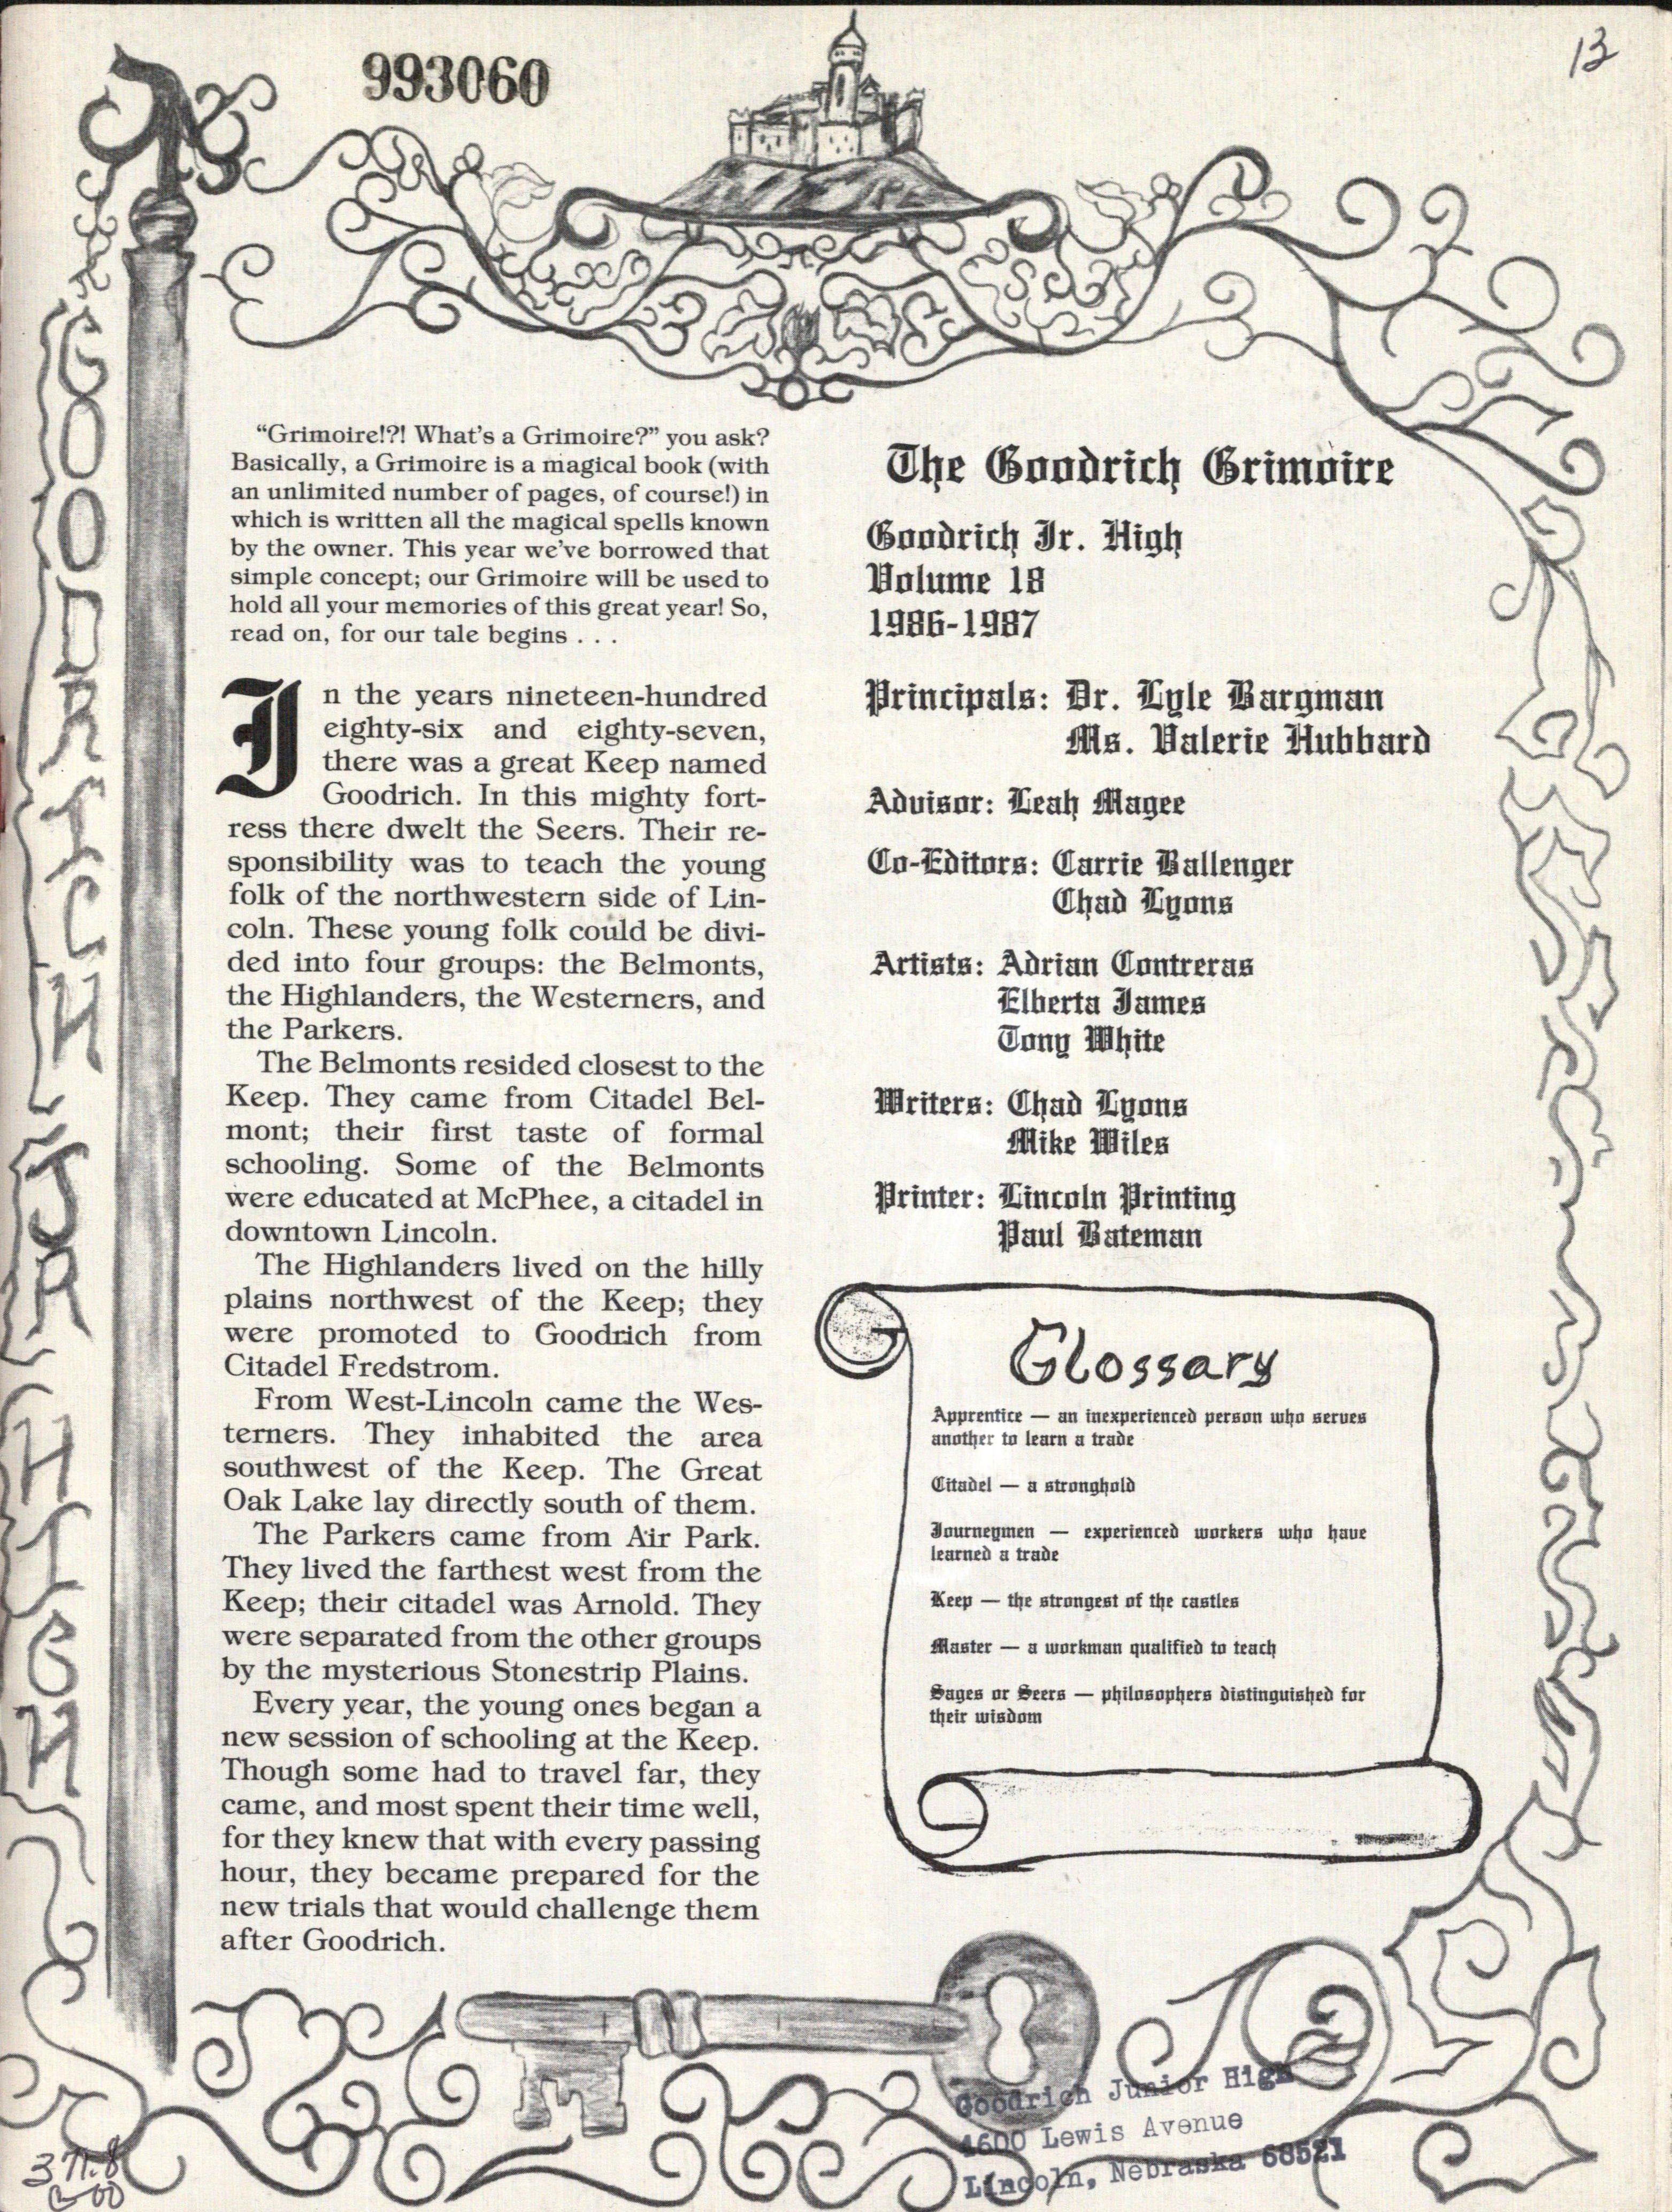 993060
13
GOODRICH JR HIGH
“Grimoire!?! What’s a Grimoire?” you ask?
Basically, a Grimoire is a magical book (with
an unlimited number of pages, of course!) in
which is written all the magical spells known
by the owner. This year we’ve borrowed that
simple concept; our Grimoire will be used to
hold all your memories of this great year! So,
read on, for our tale begins . . .
In the years nineteen-hundred
eighty-six and eighty-seven,
there was a great Keep named
Goodrich. In this mighty fort-
ress there dwelt the Seers. Their re-
sponsibility was to teach the young
folk of the northwestern side of Lin-
coln. These young folk could be divi-
ded into four groups: the Belmonts,
the Highlanders, the Westerners, and
the Parkers.
The Belmonts resided closest to the
Keep. They came from Citadel Bel-
mont; their first taste of formal
schooling. Some of the Belmonts
were educated at McPhee, a citadel in
downtown Lincoln.
The Highlanders lived on the hilly
plains northwest of the Keep; they
were promoted to Goodrich from
Citadel Fredstrom.
From West-Lincoln came the Wes-
terners. They inhabited the area
southwest of the Keep. The Great
Oak Lake lay directly south of them.
The Parkers came from Air Park.
They lived the farthest west from the
Keep; their citadel was Arnold. They
were separated from the other groups
by the mysterious Stonestrip Plains.
Every year, the young ones began a
new session of schooling at the Keep.
Though some had to travel far, they
came, and most spent their time well,
for they knew that with every passing
hour, they became prepared for the
new trials that would challenge them
after Goodrich.
The Goodrich Grimoire
Goodrich Jr. High
Volume 18
1986-1987
Principals: Dr. Lyle Bargman
Ms. Valerie Hubbard
Advisor: Leah Magee
Co-Editors: Carrie Ballenger
Chad Lyons
Artists: Adrian Contreras
Elberta James
Tony White
Writers: Chad Lyons
Mike Wiles
Printer: Lincoln Printing
Paul Bateman
Glossary
Apprentice — an inexperienced person who serves
another to learn a trade
Citadel — a stronghold
Journeymen — experienced workers who have
learned a trade
Keep — the strongest of the castles
Master — a workman qualified to teach
Sages or Seers — philosophers distinguished for
their wisdom
Goodrich Junior High
4600 Lewis Avenue
Lincoln, Nebraska 68521
371.8